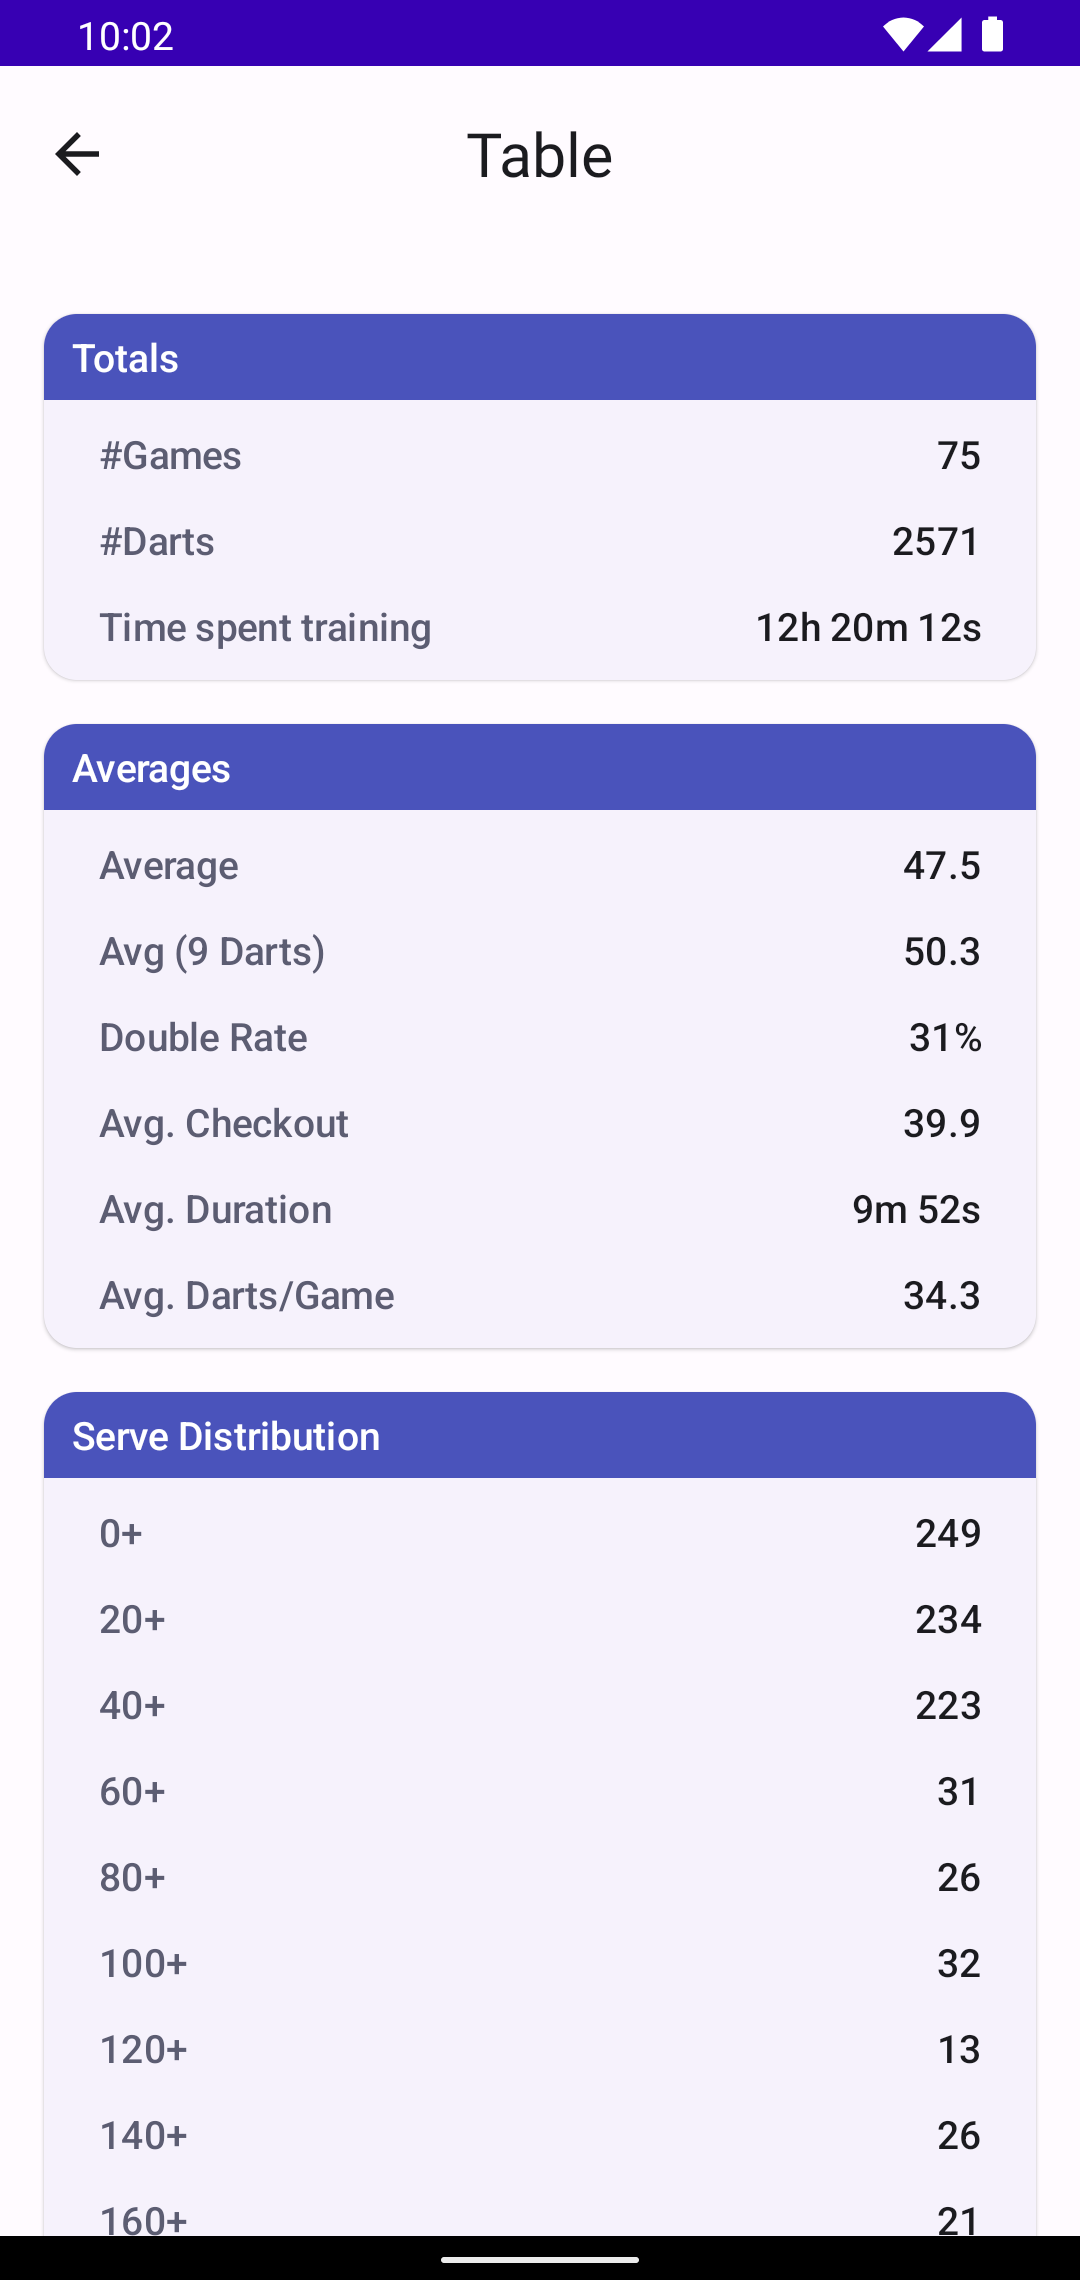 10:02
Table
Totals
#Games 75
#Darts 2571
Time spent training 12h 20m 12s
Averages
Average 47.5
Avg (9 Darts) 50.3
Double Rate 31%
Avg. Checkout 39.9
Avg. Duration 9m 52s
Avg. Darts/Game 34.3
Serve Distribution
0+ 249
20+ 234
40+ 223
60+ 31
80+ 26
100+ 32
120+ 13
140+ 26
160+ 21